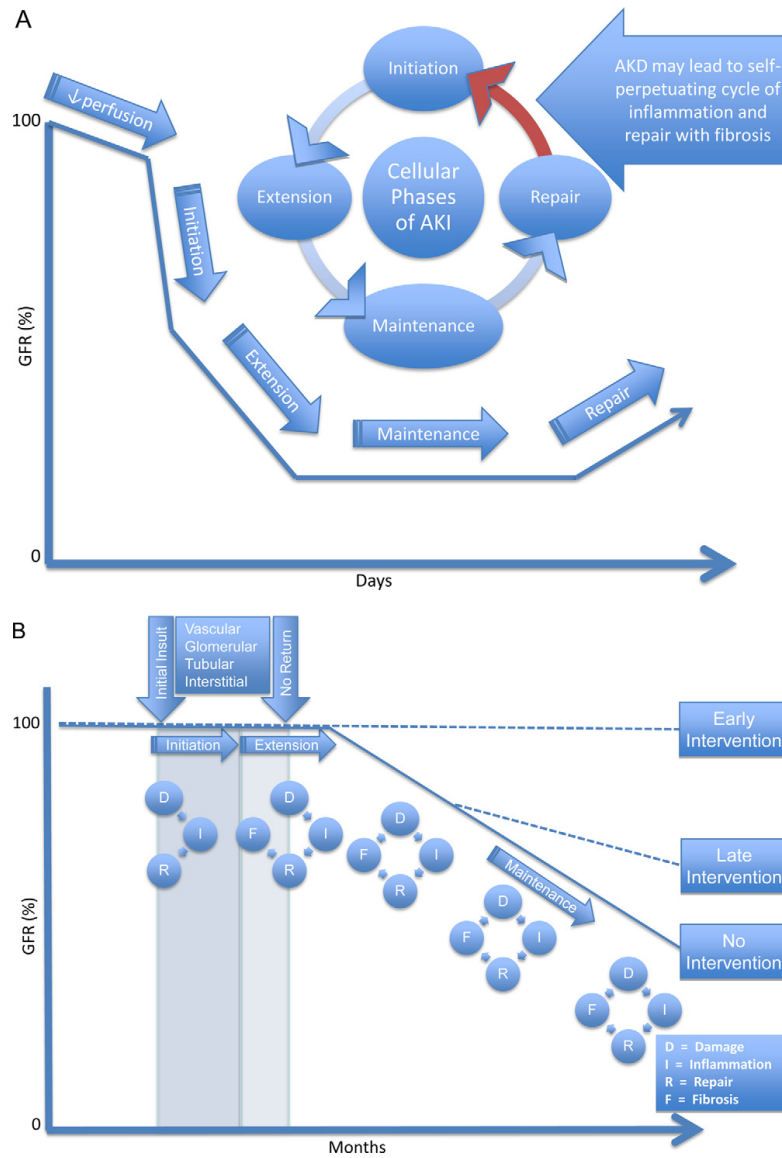 A
↓perfusion
100
Initiation
AKD may lead to self-
perpetuating cycle of
inflammation and
repair with fibrosis
Cellular
Phases
of AKI
Extension
Repair
Initiation
Maintenance
GFR (%)
Extension
Maintenance
Repair
0
Days
B
Initial Insult
Vascular
Glomerular
Tubular
Interstitial
No Return
100
Early
Intervention
Initiation
Extension
D
I
R
D
F
I
R
D
F
I
R
Late
Intervention
Maintenance
D
F
I
R
No
Intervention
GFR (%)
D
F
I
R
D = Damage
I = Inflammation
R = Repair
F = Fibrosis
0
Months